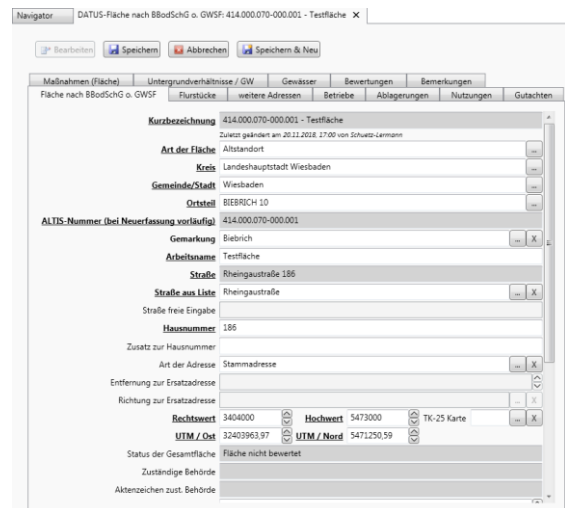 Navigator DATUS-Fläche nach BBodSchG o. GWSF: 414.000.070-000.001 - Testfläche X
Bearbeiten Speichern Abbrechen Speichern & Neu
Maßnahmen (Fläche) Untergrundverhältnisse / GW Gewässer Bewertungen Bemerkungen
Fläche nach BBodSchG o. GWSF Flurstücke weitere Adressen Betriebe Ablagerungen Nutzungen Gutachten
Kurzbezeichnung 414.000.070-000.001 - Testfläche
Zuletzt geändert am 20.11.2018, 17:00 von Schuetz-Lermann
Art der Fläche Altstandort ...
Kreis Landeshauptstadt Wiesbaden ...
Gemeinde/Stadt Wiesbaden ...
Ortsteil BIEBRICH 10 ...
ALTIS-Nummer (bei Neuerfassung vorläufig) 414.000.070-000.001
Gemarkung Biebrich ... X
Arbeitsname Testfläche
Straße Rheingaustraße 186
Straße aus Liste Rheingaustraße ... X
Straße freie Eingabe
Hausnummer 186
Zusatz zur Hausnummer
Art der Adresse Stammadresse ... X
Entfernung zur Ersatzadresse
Richtung zur Ersatzadresse ... X
Rechtswert 3404000 Hochwert 5473000 TK-25 Karte ... X
UTM / Ost 32403963,97 UTM / Nord 5471250,59
Status der Gesamtfläche Fläche nicht bewertet
Zuständige Behörde
Aktenzeichen zust. Behörde